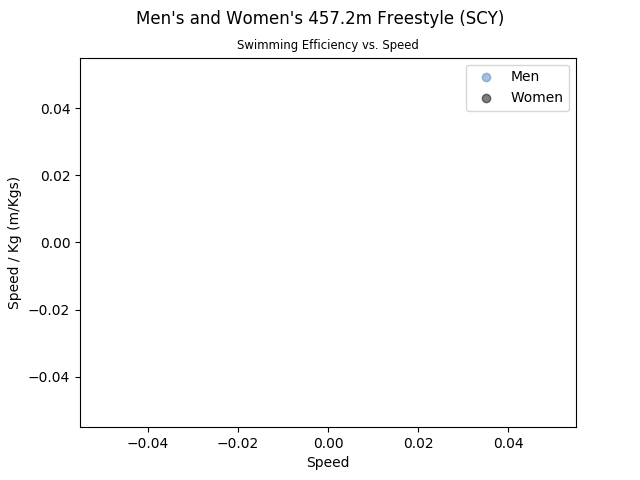 Men's and Women's 457.2m Freestyle (SCY)
Swimming Efficiency vs. Speed
Men
Women
0.04
0.02
0.00
−0.02
−0.04
Speed / Kg (m/Kgs)
−0.04
−0.02
0.00
0.02
0.04
Speed